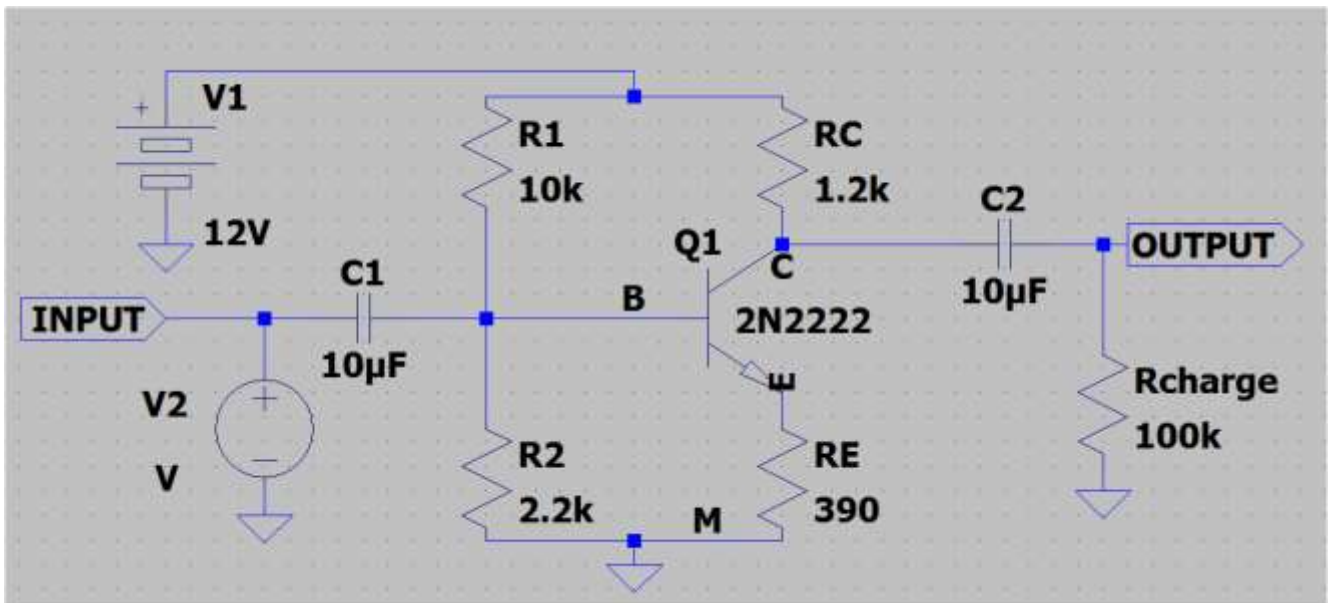 V1
12V
INPUT
C1
10µF
V2
V
R1
10k
R2
2.2k
B
M
RC
1.2k
Q1
C
2N2222
E
RE
390
C2
10µF
OUTPUT
Rcharge
100k